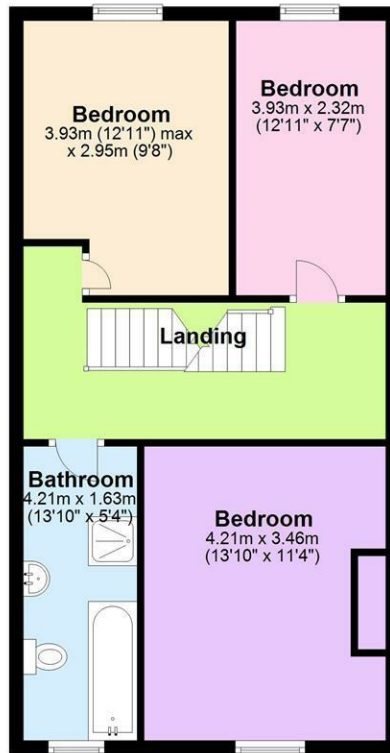 Bedroom
3.93m (12'11") max
x 2.95m (9'8")
Bedroom
3.93m x 2.32m
(12'11" x 7'7")
Landing
Bathroom
4.21m x 1.63m
(13'10" x 5'4")
Bedroom
4.21m x 3.46m
(13'10" x 11'4")